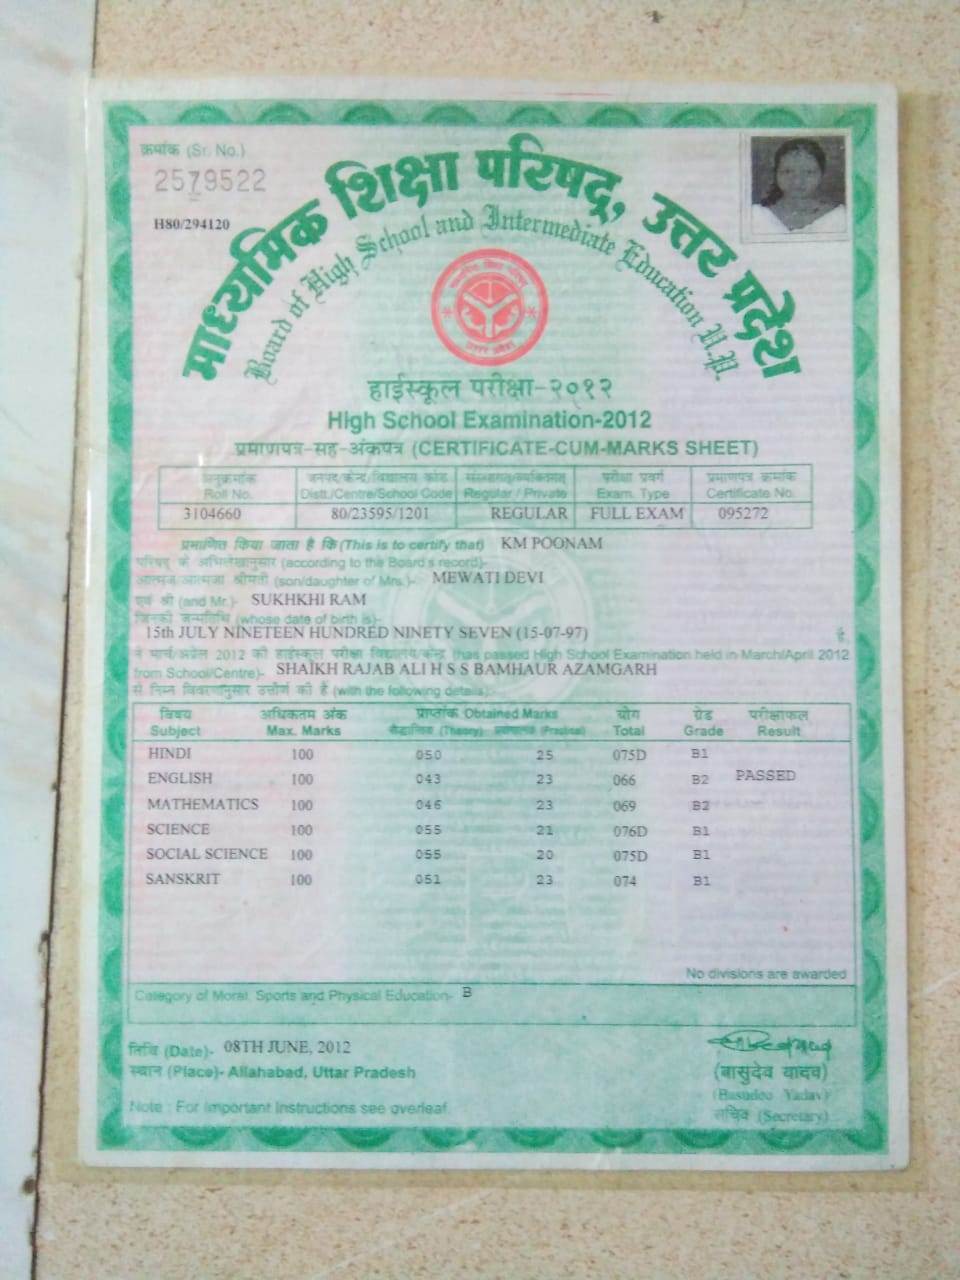 क्रमांक (Sr. No.)
2579522
H80/294120
माध्यमिक शिक्षा परिषद्, उत्तर प्रदेश
Board of High School and Intermediate Education U.P.
हाईस्कूल परीक्षा-२०१२
High School Examination-2012
प्रमाणपत्र-सह-अंकपत्र (CERTIFICATE-CUM-MARKS SHEET)
अनुक्रमांक जनपद/केन्द्र/विद्यालय कोड संस्थागत/व्यक्तिगत परीक्षा प्रवर्ग प्रमाणपत्र क्रमांक
Roll No. Distt./Centre/School Code Regular / Private Exam. Type Certificate No.
3104660 80/23595/1201 REGULAR FULL EXAM 095272
प्रमाणित किया जाता है कि (This is to certify that) KM POONAM
परिषद् के अभिलेखानुसार (according to the Board's record)-
आत्मज/आत्मजा श्रीमती (son/daughter of Mrs.)- MEWATI DEVI
एवं श्री (and Mr.)- SUKHKHI RAM
जिनकी जन्मतिथि (whose date of birth is)-
15th JULY NINETEEN HUNDRED NINETY SEVEN (15-07-97) है,
ने मार्च/अप्रैल 2012 की हाईस्कूल परीक्षा विद्यालय/केन्द्र (has passed High School Examination held in March/April 2012
from School/Centre)- SHAIKH RAJAB ALI H S S BAMHAUR AZAMGARH
से निम्न विवरणानुसार उत्तीर्ण की है (with the following details):-
विषय अधिकतम अंक प्राप्तांक Obtained Marks योग ग्रेड परीक्षाफल
Subject Max. Marks सैद्धान्तिक (Theory) प्रयोगात्मक (Practical) Total Grade Result
HINDI 100 050 25 075D B1
ENGLISH 100 043 23 066 B2 PASSED
MATHEMATICS 100 046 23 069 B2
SCIENCE 100 055 21 076D B1
SOCIAL SCIENCE 100 055 20 075D B1
SANSKRIT 100 051 23 074 B1
No divisions are awarded
Category of Moral, Sports and Physical Education- B
तिथि (Date)- 08TH JUNE, 2012
स्थान (Place)- Allahabad, Uttar Pradesh
(बासुदेव यादव)
(Basudeo Yadav)
सचिव (Secretary)
Note : For Important Instructions see overleaf.